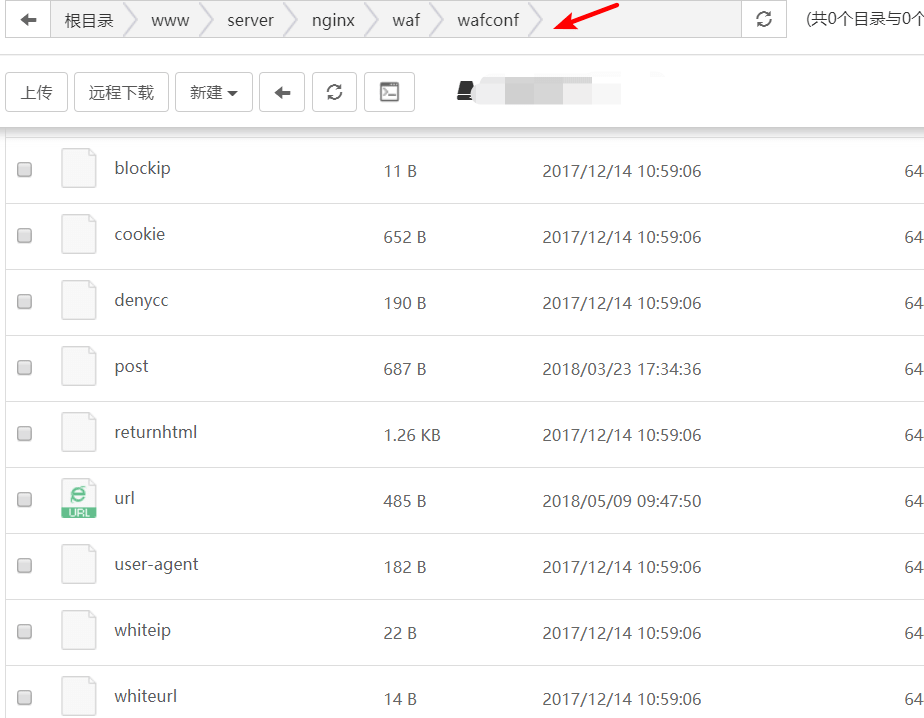 根目录 www server nginx waf wafconf (共0个目录与0个
上传 远程下载 新建
blockip 11 B 2017/12/14 10:59:06 64
cookie 652 B 2017/12/14 10:59:06 64
denycc 190 B 2017/12/14 10:59:06 64
post 687 B 2018/03/23 17:34:36 64
returnhtml 1.26 KB 2017/12/14 10:59:06 64
URL url 485 B 2018/05/09 09:47:50 64
user-agent 182 B 2017/12/14 10:59:06 64
whiteip 22 B 2017/12/14 10:59:06 64
whiteurl 14 B 2017/12/14 10:59:06 64